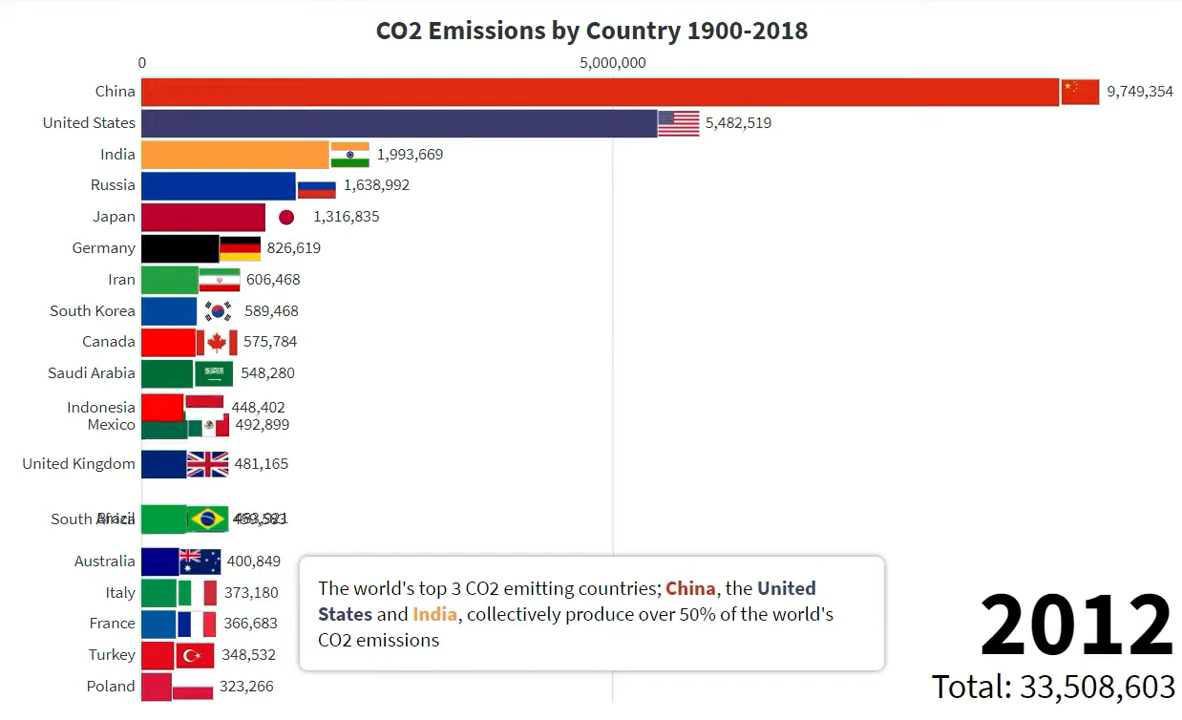 CO2 Emissions by Country 1900-2018
0 5,000,000
China 9,749,354
United States 5,482,519
India 1,993,669
Russia 1,638,992
Japan 1,316,835
Germany 826,619
Iran 606,468
South Korea 589,468
Canada 575,784
Saudi Arabia 548,280
Indonesia 448,402
Mexico 492,899
United Kingdom 481,165
South Africa
Brazil
Australia 400,849
Italy 373,180
France 366,683
Turkey 348,532
Poland 323,266
The world's top 3 CO2 emitting countries; China, the United
States and India, collectively produce over 50% of the world's
CO2 emissions
2012
Total: 33,508,603